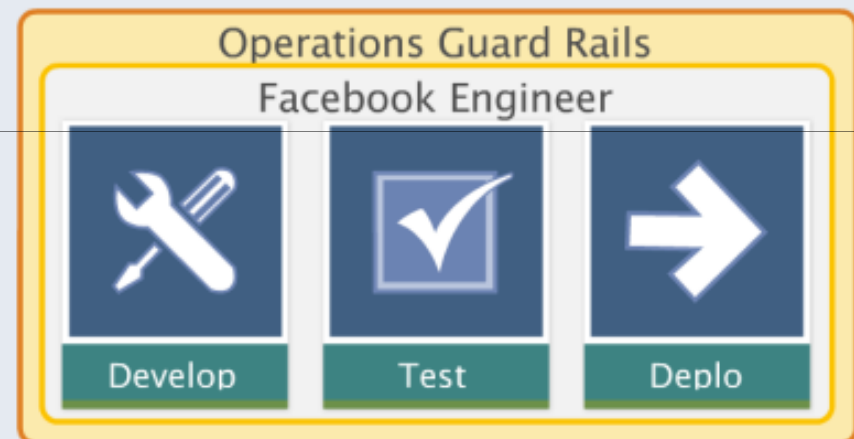 Operations Guard Rails
Facebook Engineer
Develop
Test
Deplo